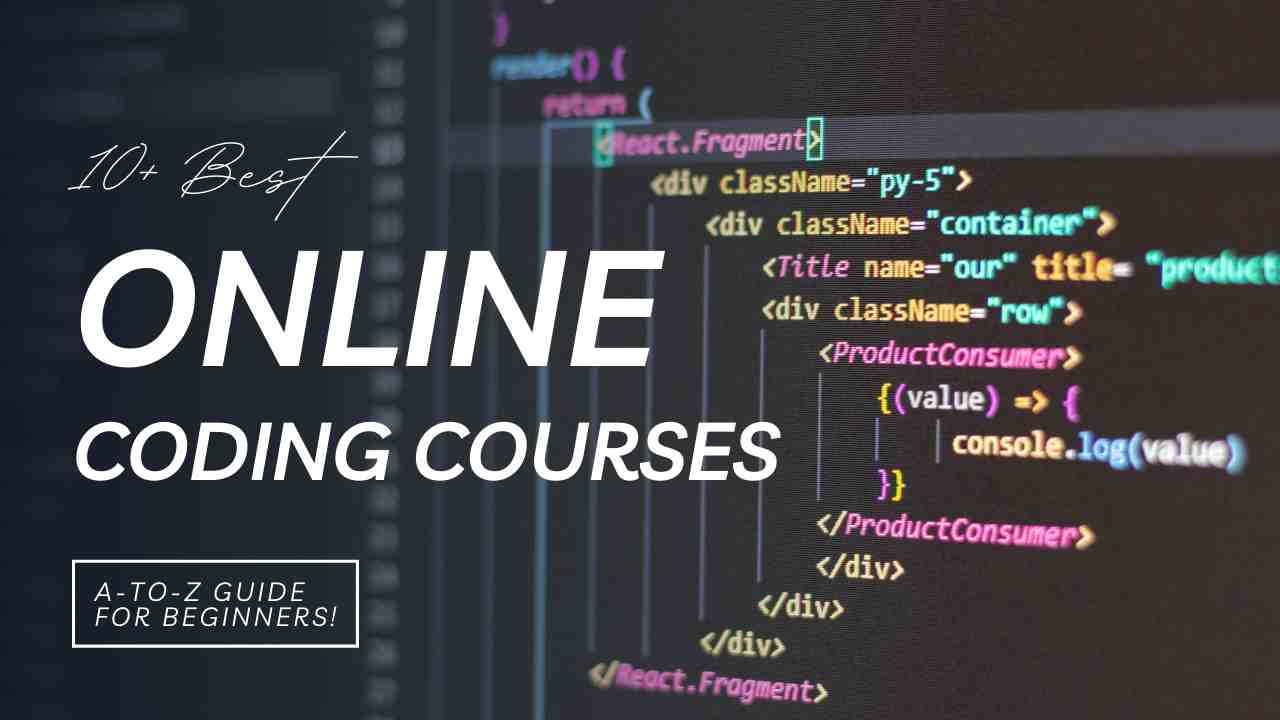 10+ Best
ONLINE
CODING COURSES
A-TO-Z GUIDE
FOR BEGINNERS!
}
render() {
return (
<React.Fragment>
<div className="py-5">
<div className="container">
<Title name="our" title= "product
<div className="row">
<ProductConsumer>
{(value) => {
console.log(value)
}}
</ProductConsumer>
</div>
</div>
</div>
</React.Fragment>